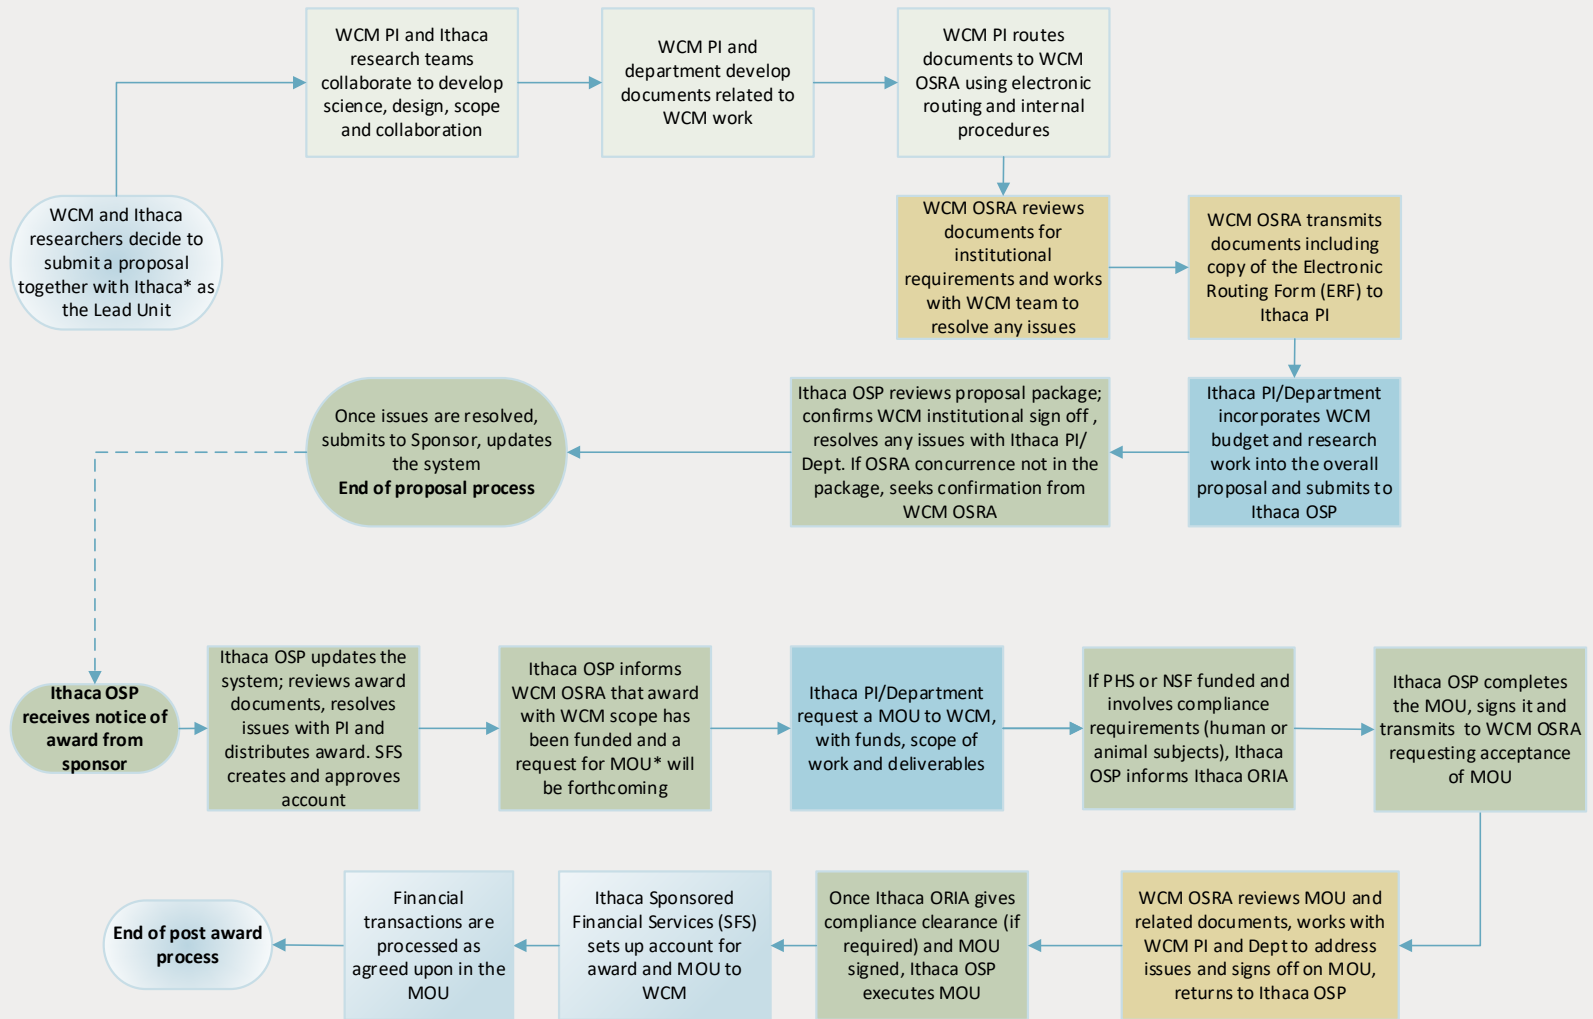 WCM PI and Ithaca
research teams
collaborate to develop
science, design, scope
and collaboration
WCM PI and
department develop
documents related to
WCM work
WCM PI routes
documents to WCM
OSRA using electronic
routing and internal
procedures
WCM and Ithaca
researchers decide to
submit a proposal
together with Ithaca* as
the Lead Unit
WCM OSRA reviews
documents for
institutional
requirements and works
with WCM team to
resolve any issues
WCM OSRA transmits
documents including
copy of the Electronic
Routing Form (ERF) to
Ithaca PI
Ithaca PI/Department
incorporates WCM
budget and research
work into the overall
proposal and submits to
Ithaca OSP
Ithaca OSP reviews proposal package;
confirms WCM institutional sign off ,
resolves any issues with Ithaca PI/
Dept. If OSRA concurrence not in the
package, seeks confirmation from
WCM OSRA
Once issues are resolved,
submits to Sponsor, updates
the system
End of proposal process
Ithaca OSP
receives notice of
award from
sponsor
Ithaca OSP updates the
system; reviews award
documents, resolves
issues with PI and
distributes award. SFS
creates and approves
account
Ithaca OSP informs
WCM OSRA that award
with WCM scope has
been funded and a
request for MOU* will
be forthcoming
Ithaca PI/Department
request a MOU to WCM,
with funds, scope of
work and deliverables
If PHS or NSF funded and
involves compliance
requirements (human or
animal subjects), Ithaca
OSP informs Ithaca ORIA
Ithaca OSP completes
the MOU, signs it and
transmits to WCM OSRA
requesting acceptance
of MOU
WCM OSRA reviews MOU and
related documents, works with
WCM PI and Dept to address
issues and signs off on MOU,
returns to Ithaca OSP
Once Ithaca ORIA gives
compliance clearance (if
required) and MOU
signed, Ithaca OSP
executes MOU
Ithaca Sponsored
Financial Services (SFS)
sets up account for
award and MOU to
WCM
Financial
transactions are
processed as
agreed upon in the
MOU
End of post award
process